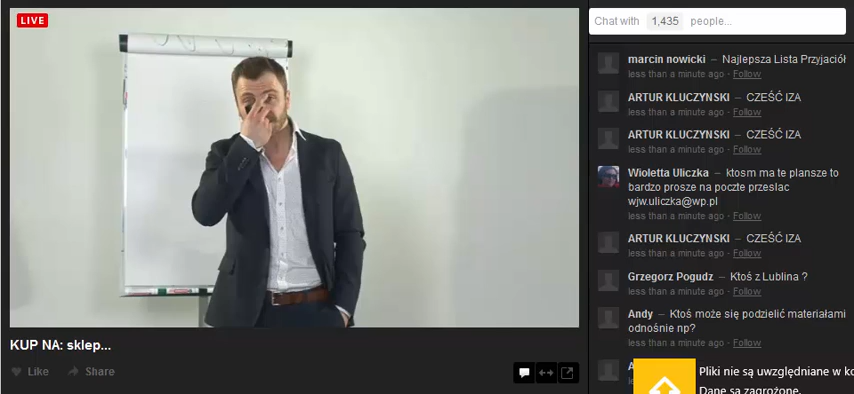 LIVE
KUP NA: sklep...
Like
Share
Chat with 1,435 people...
marcin nowicki – Najlepsza Lista Przyjaciół
less than a minute ago · Follow
ARTUR KLUCZYNSKI – CZEŚĆ IZA
less than a minute ago · Follow
ARTUR KLUCZYNSKI – CZEŚĆ IZA
less than a minute ago · Follow
Wioletta Uliczka – ktosm ma te plansze to
bardzo prosze na poczte przeslac
wjw.uliczka@wp.pl
less than a minute ago · Follow
ARTUR KLUCZYNSKI – CZEŚĆ IZA
less than a minute ago · Follow
Grzegorz Pogudz – Ktoś z Lublina ?
less than a minute ago · Follow
Andy – Ktoś może się podzielić materiałami
odnośnie np?
less than a minute ago · Follow
Pliki nie są uwzględniane w
Dane są zagrożone.